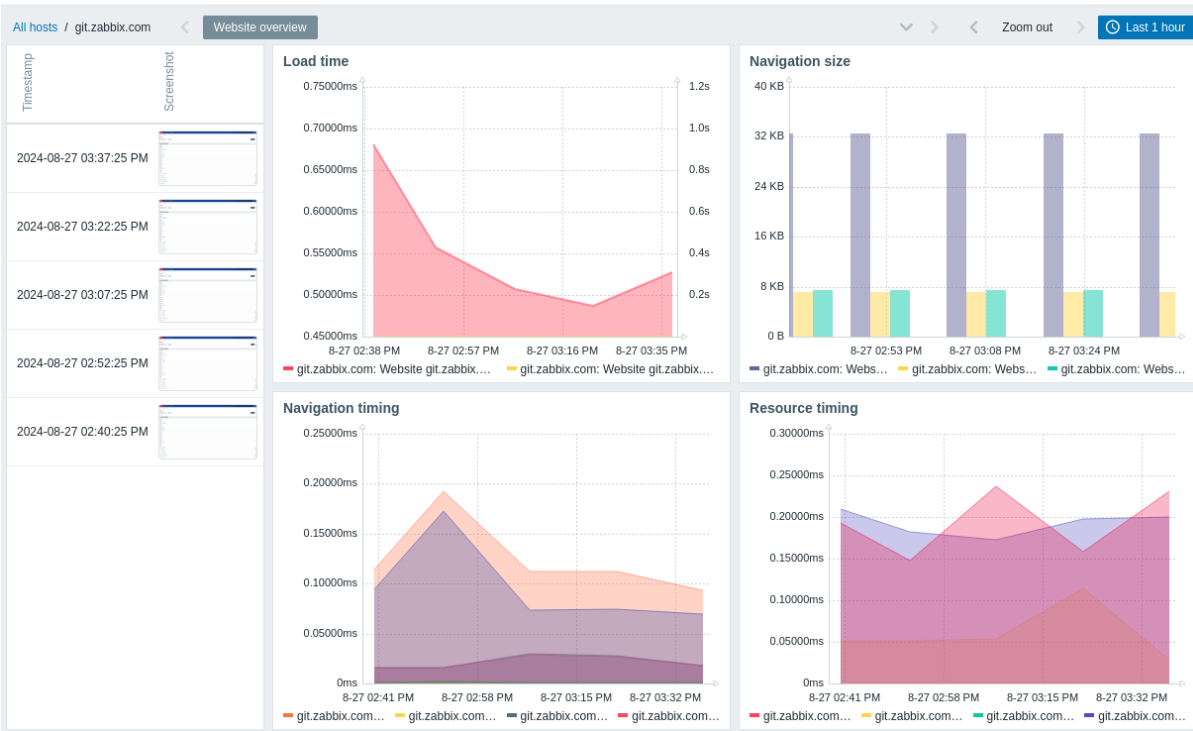 All hosts / git.zabbix.com
Website overview
Zoom out
Last 1 hour
Timestamp
Screenshot
2024-08-27 03:37:25 PM
2024-08-27 03:22:25 PM
2024-08-27 03:07:25 PM
2024-08-27 02:52:25 PM
2024-08-27 02:40:25 PM
Load time
0.75000ms
0.70000ms
0.65000ms
0.60000ms
0.55000ms
0.50000ms
0.45000ms
1.2s
1.0s
0.8s
0.6s
0.4s
0.2s
8-27 02:38 PM 8-27 02:57 PM 8-27 03:16 PM 8-27 03:35 PM
git.zabbix.com: Website git.zabbix.... git.zabbix.com: Website git.zabbix....
Navigation size
40 KB
32 KB
24 KB
16 KB
8 KB
0 B
8-27 02:53 PM 8-27 03:08 PM 8-27 03:24 PM
git.zabbix.com: Webs... git.zabbix.com: Webs... git.zabbix.com: Webs...
Navigation timing
0.25000ms
0.20000ms
0.15000ms
0.10000ms
0.05000ms
0ms
8-27 02:41 PM 8-27 02:58 PM 8-27 03:15 PM 8-27 03:32 PM
git.zabbix.com... git.zabbix.com... git.zabbix.com... git.zabbix.com...
Resource timing
0.30000ms
0.25000ms
0.20000ms
0.15000ms
0.10000ms
0.05000ms
0ms
8-27 02:41 PM 8-27 02:58 PM 8-27 03:15 PM 8-27 03:32 PM
git.zabbix.com... git.zabbix.com... git.zabbix.com... git.zabbix.com...